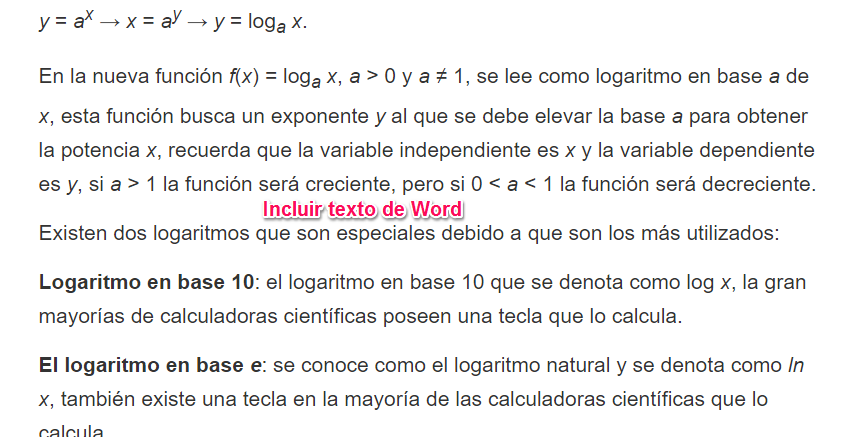 y = aˣ → x = aʸ → y = logₐ x.
En la nueva función f(x) = logₐ x, a > 0 y a ≠ 1, se lee como logaritmo en base a de
x, esta función busca un exponente y al que se debe elevar la base a para obtener
la potencia x, recuerda que la variable independiente es x y la variable dependiente
es y, si a > 1 la función será creciente, pero si 0 < a < 1 la función será decreciente.
Incluir texto de Word
Existen dos logaritmos que son especiales debido a que son los más utilizados:
Logaritmo en base 10: el logaritmo en base 10 que se denota como log x, la gran
mayorías de calculadoras científicas poseen una tecla que lo calcula.
El logaritmo en base e: se conoce como el logaritmo natural y se denota como ln
x, también existe una tecla en la mayoría de las calculadoras científicas que lo
calcula.